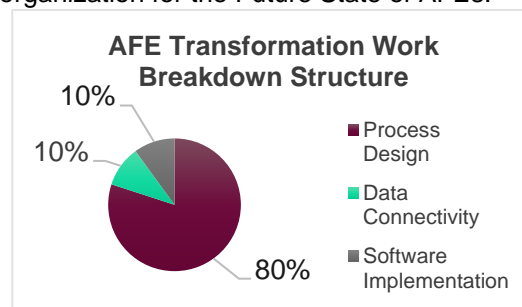 organization for the Future State of AFEs.
AFE Transformation Work
Breakdown Structure
10%
10%
80%
Process
Design
Data
Connectivity
Software
Implementation